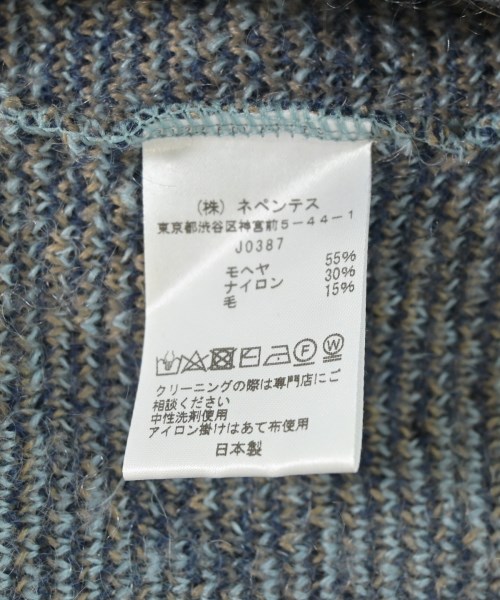 (株)ネペンテス
東京都渋谷区神宮前5-44-1
J0387
モヘヤ 55%
ナイロン 30%
毛 15%
F W
クリーニングの際は専門店にご
相談ください
中性洗剤使用
アイロン掛けはあて布使用
日本製